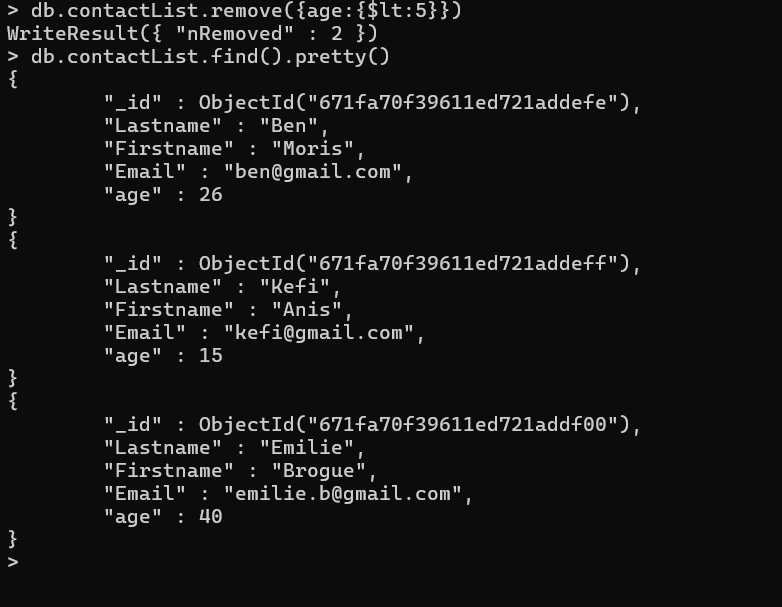 > db.contactList.remove({age:{$lt:5}})
WriteResult({ "nRemoved" : 2 })
> db.contactList.find().pretty()
{
        "_id" : ObjectId("671fa70f39611ed721addefe"),
        "Lastname" : "Ben",
        "Firstname" : "Moris",
        "Email" : "ben@gmail.com",
        "age" : 26
}
{
        "_id" : ObjectId("671fa70f39611ed721addeff"),
        "Lastname" : "Kefi",
        "Firstname" : "Anis",
        "Email" : "kefi@gmail.com",
        "age" : 15
}
{
        "_id" : ObjectId("671fa70f39611ed721addf00"),
        "Lastname" : "Emilie",
        "Firstname" : "Brogue",
        "Email" : "emilie.b@gmail.com",
        "age" : 40
}
>